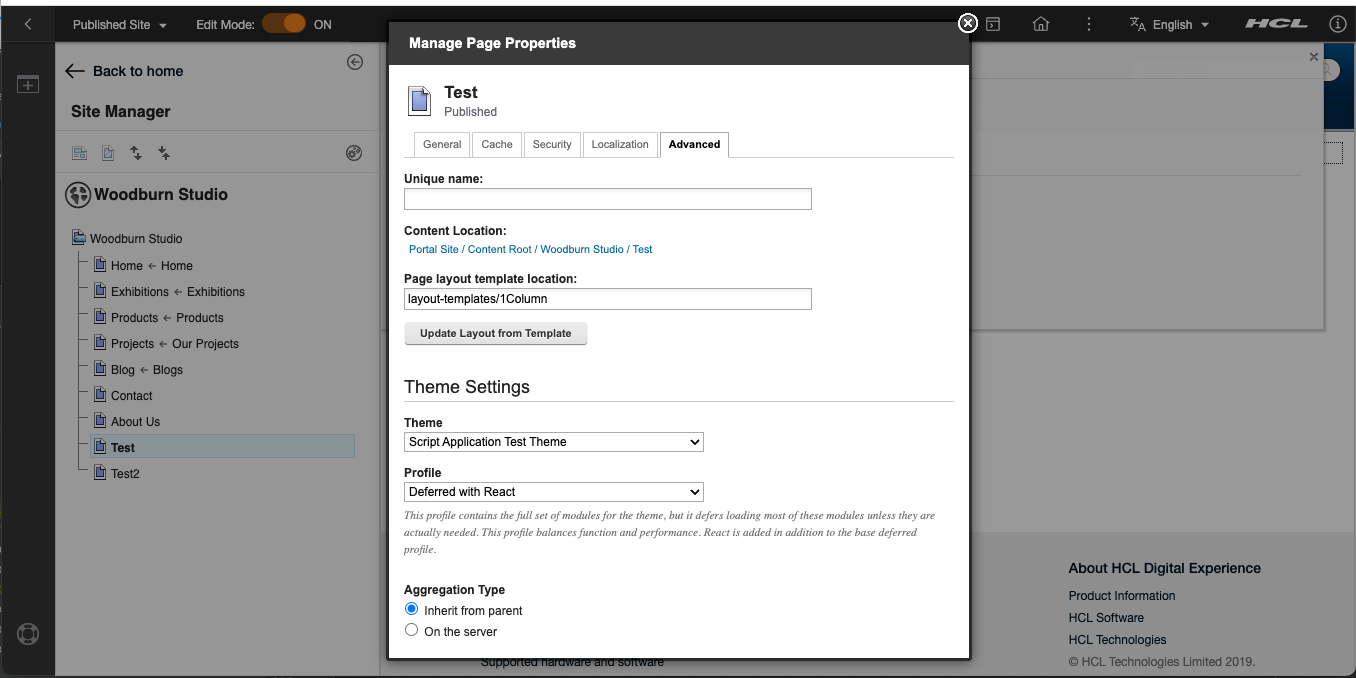 Published Site
Edit Mode:
ON
English
HCL
Back to home
Site Manager
Woodburn Studio
Woodburn Studio
Home ← Home
Exhibitions ← Exhibitions
Products ← Products
Projects ← Our Projects
Blog ← Blogs
Contact
About Us
Test
Test2
Manage Page Properties
Test
Published
General
Cache
Security
Localization
Advanced
Unique name:
Content Location:
Portal Site / Content Root / Woodburn Studio / Test
Page layout template location:
layout-templates/1Column
Update Layout from Template
Theme Settings
Theme
Script Application Test Theme
Profile
Deferred with React
This profile contains the full set of modules for the theme, but it defers loading most of these modules unless they are
actually needed. This profile balances function and performance. React is added in addition to the base deferred
profile.
Aggregation Type
Inherit from parent
On the server
Supported hardware and software
About HCL Digital Experience
Product Information
HCL Software
HCL Technologies
© HCL Technologies Limited 2019.